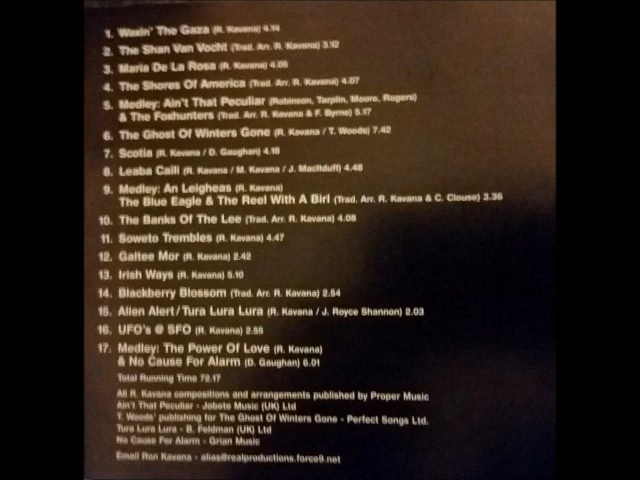 1. Waxin' The Gaza (R. Kavana) 4.14
2. The Shan Van Vocht (Trad. Arr. R. Kavana) 3.12
3. Maria De La Rosa (R. Kavana) 4.05
4. The Shores Of America (Trad. Arr. R. Kavana) 4.07
5. Medley: Ain't That Peculiar (Robinson, Tarplin, Moore, Rogers)
& The Foxhunters (Trad. Arr. R. Kavana & F. Byrne) 5.17
6. The Ghost Of Winters Gone (R. Kavana / T. Woods) 7.42
7. Scotia (R. Kavana / D. Gaughan) 4.18
8. Leaba Caili (R. Kavana / M. Kavana / J. MacIlduff) 4.48
9. Medley: An Leigheas (R. Kavana)
The Blue Eagle & The Reel With A Birl (Trad. Arr. R. Kavana & C. Clouse) 3.36
10. The Banks Of The Lee (Trad. Arr. R. Kavana) 4.08
11. Soweto Trembles (R. Kavana) 4.47
12. Galtee Mor (R. Kavana) 2.42
13. Irish Ways (R. Kavana) 5.10
14. Blackberry Blossom (Trad. Arr. R. Kavana) 2.54
15. Alien Alert/Tura Lura Lura (R. Kavana / J. Royce Shannon) 2.03
16. UFO's @ SFO (R. Kavana) 2.55
17. Medley: The Power Of Love (R. Kavana)
& No Cause For Alarm (D. Gaughan) 6.01
Total Running Time 72.17
All R. Kavana compositions and arrangements published by Proper Music
Ain't That Peculiar - Jobete Music (UK) Ltd
T. Woods' publishing for The Ghost Of Winters Gone - Perfect Songs Ltd.
Tura Lura Lura - B. Feldman (UK) Ltd
No Cause For Alarm - Grian Music
Email Ron Kavana - alias@realproductions.force9.net